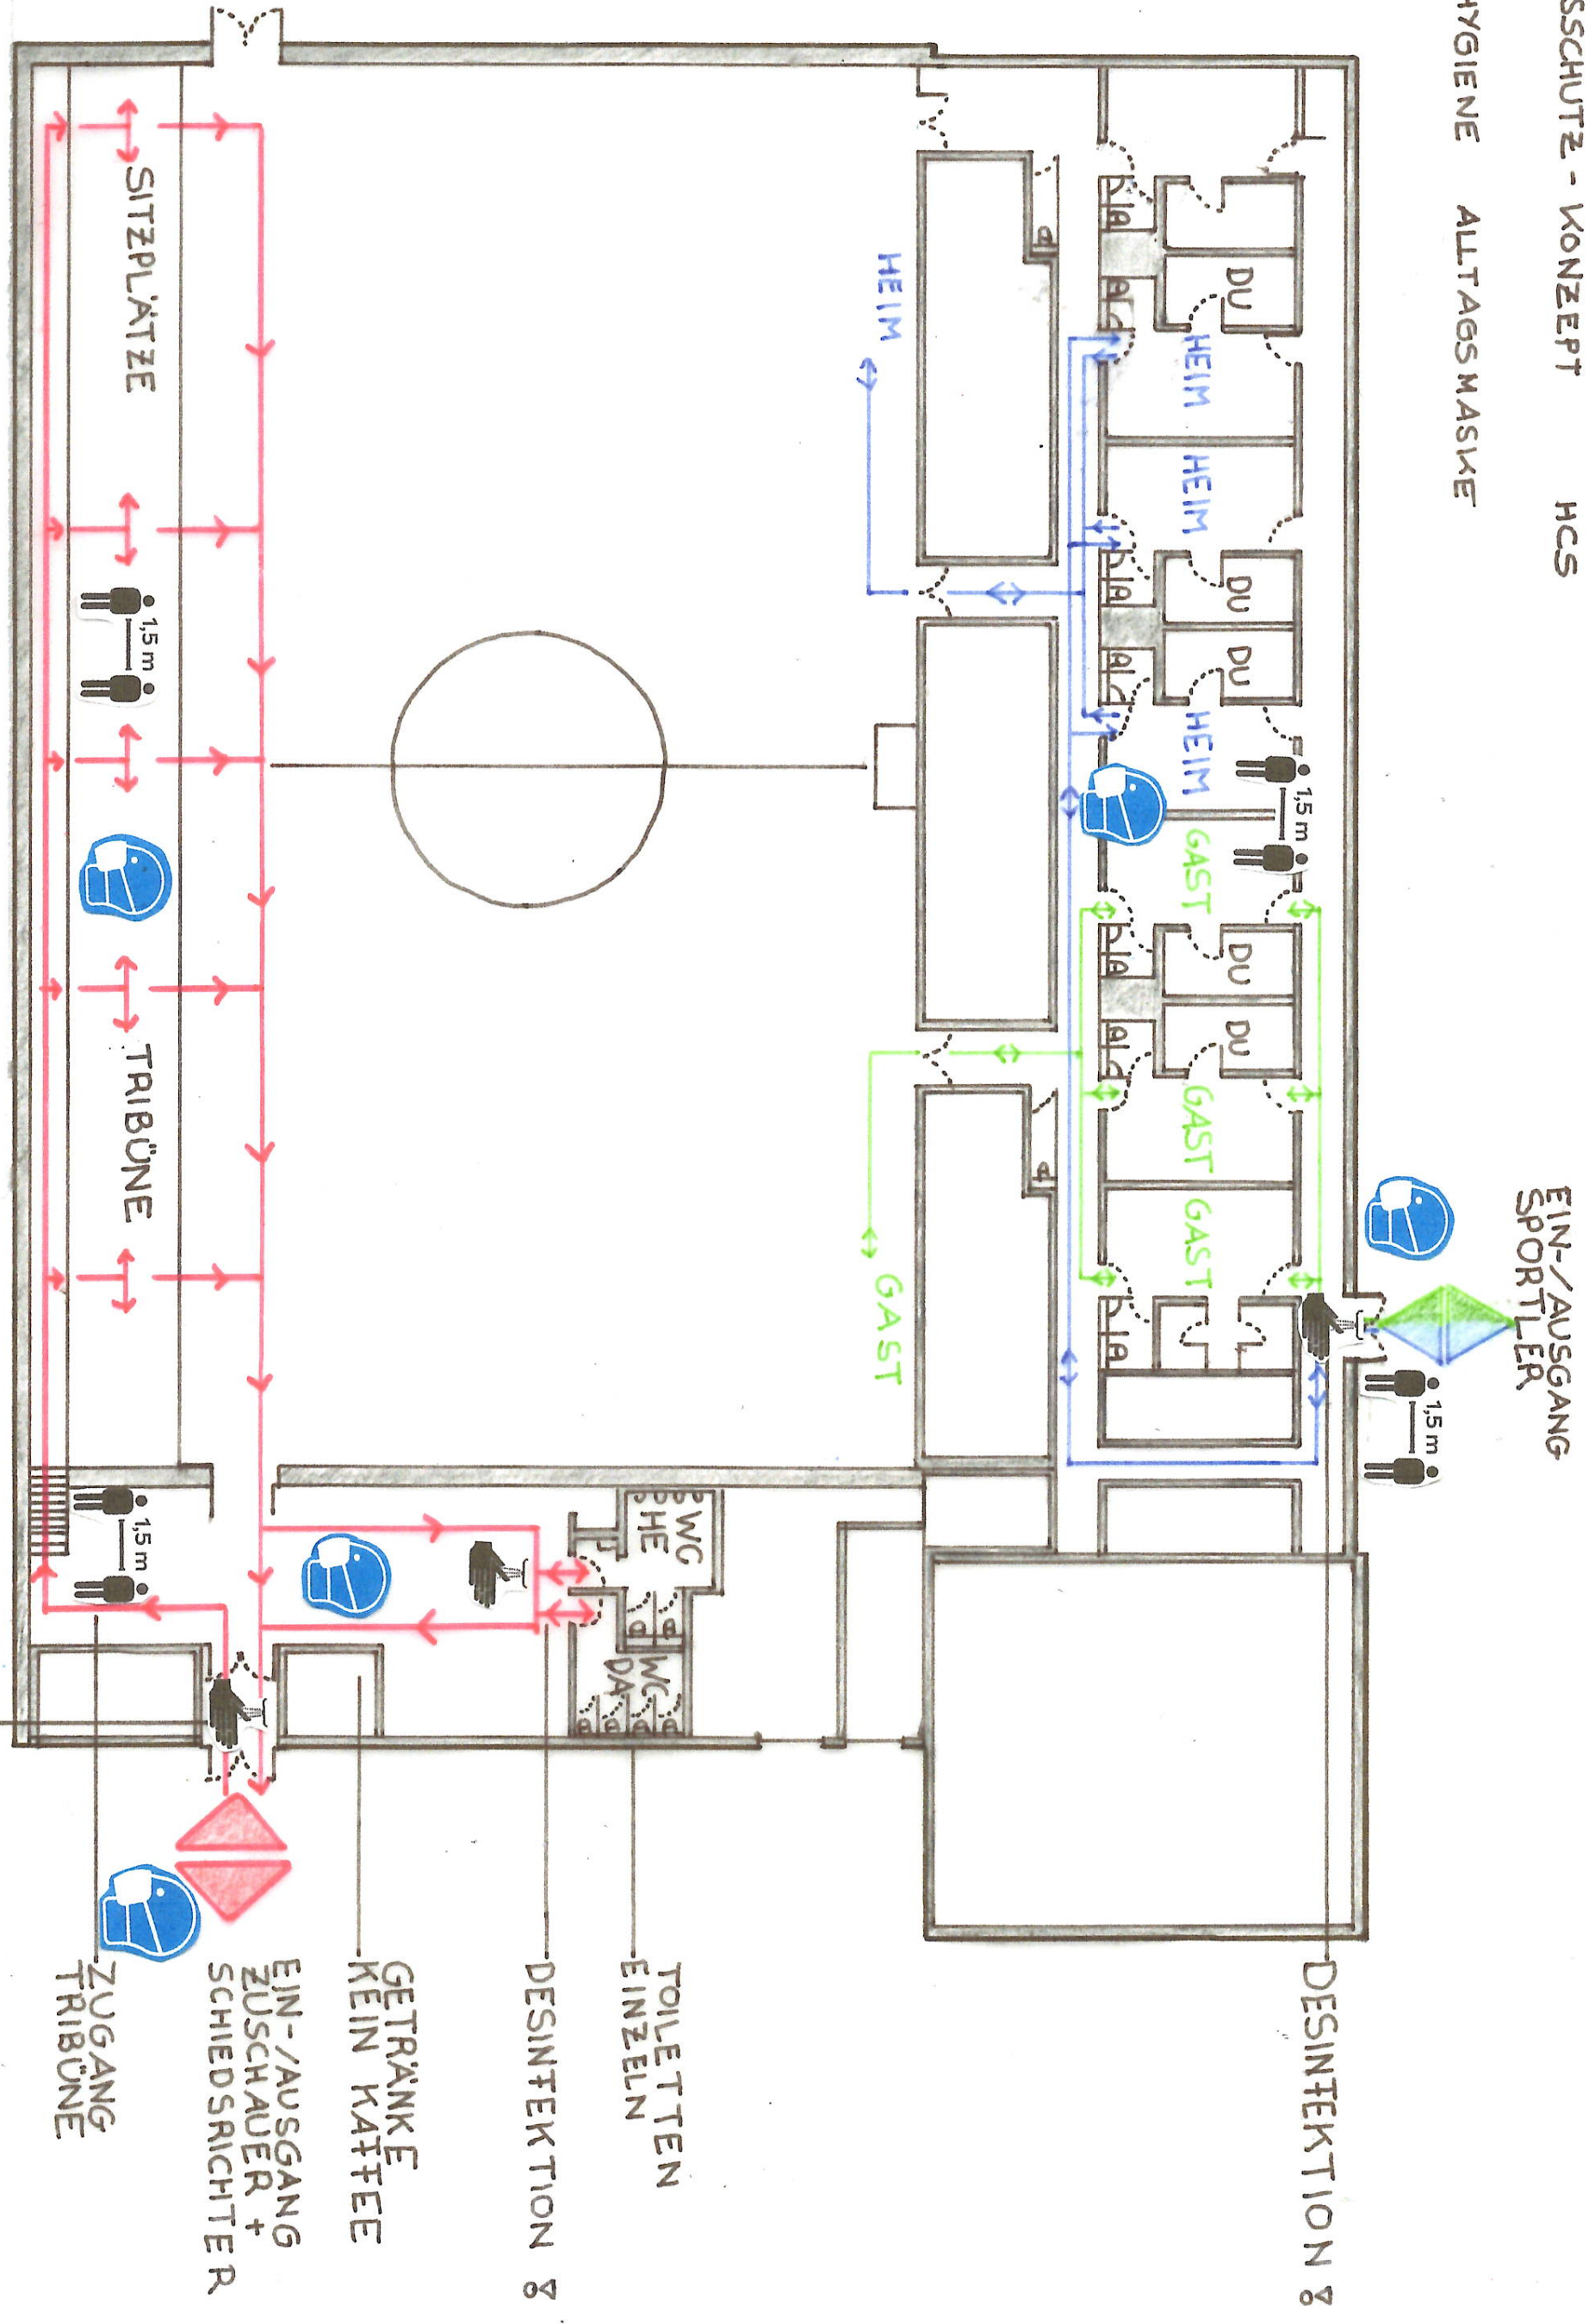 SSCHUTZ - KONZEPT HCS
HYGIENE ALLTAGSMASKE
EIN-/AUSGANG
SPORTLER
1,5 m
DESINFEKTION!
DU
DU
DU
DU
DU
HEIM
HEIM
HEIM
GAST
GAST
GAST
1,5 m
HEIM
GAST
WC
HE
WC
DA
TOILETTEN
EINZELN
DESINFEKTION!
GETRÄNKE
KEIN KAFFEE
EIN-/AUSGANG
ZUSCHAUER +
SCHIEDSRICHTER
ZUGANG
TRIBÜNE
SITZPLÄTZE
1,5 m
TRIBÜNE
1,5 m